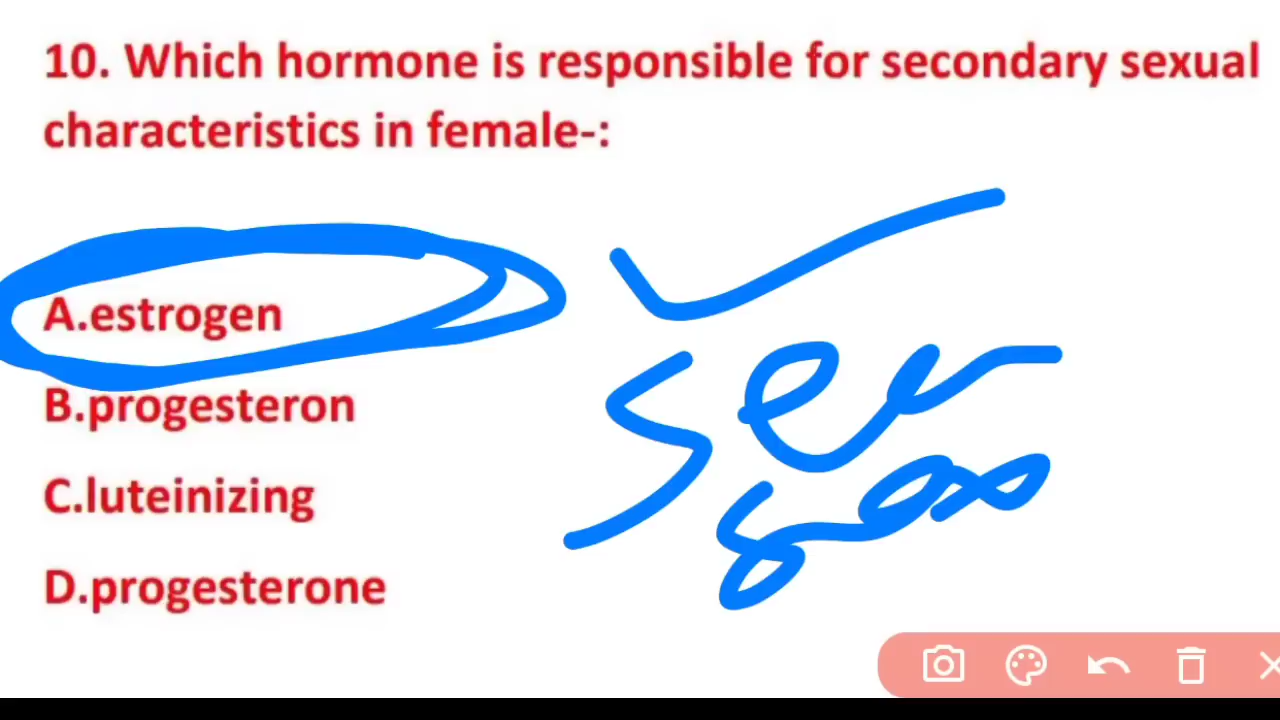 10. Which hormone is responsible for secondary sexual
characteristics in female-:
A.estrogen
B.progesteron
C.luteinizing
D.progesterone